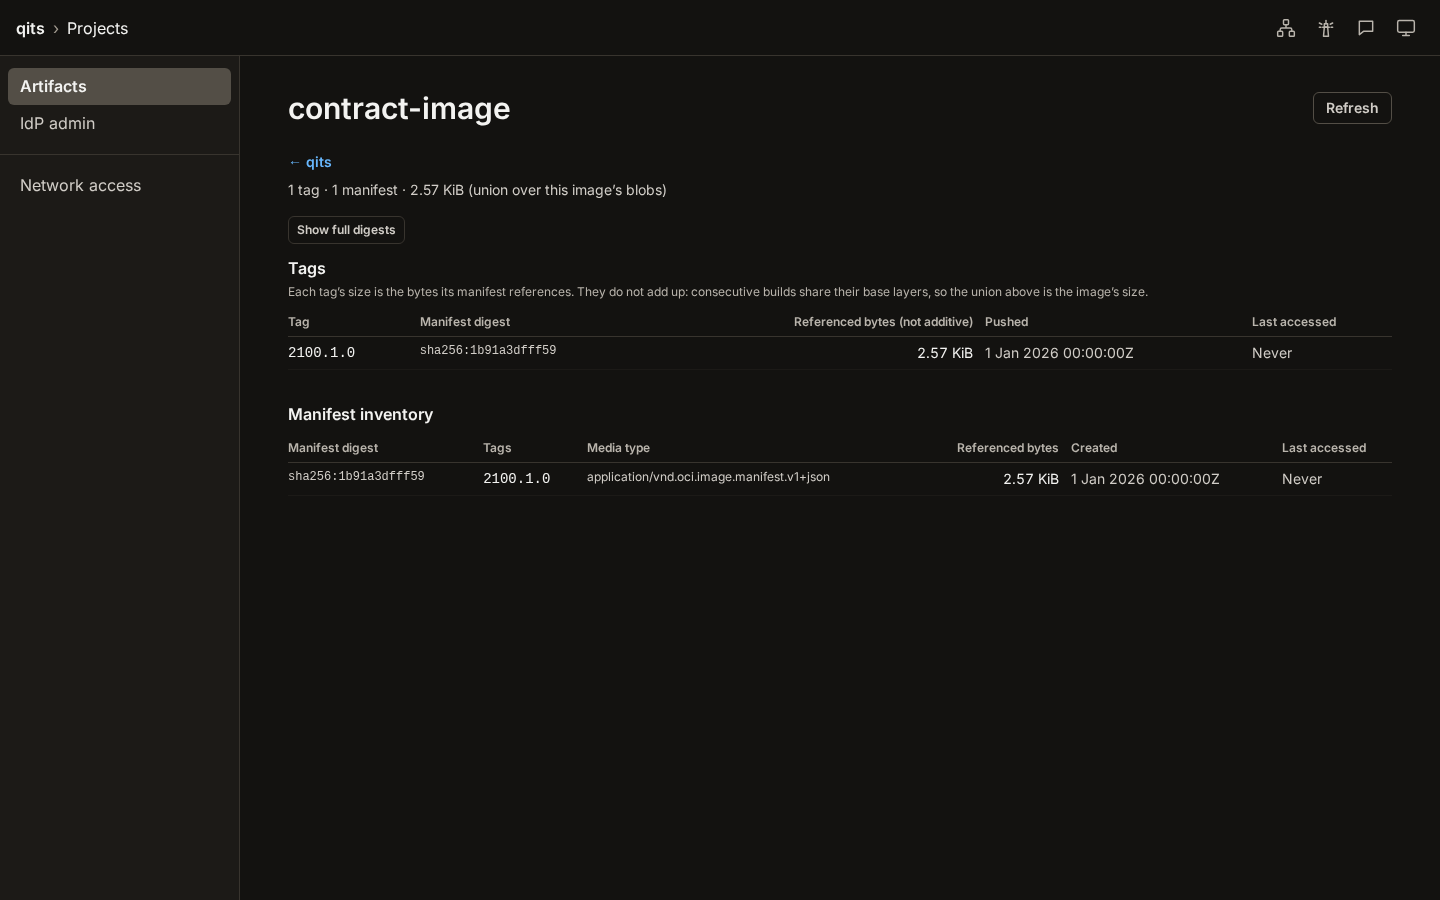 qits › Projects
Artifacts
IdP admin
Network access
contract-image
Refresh
← qits
1 tag · 1 manifest · 2.57 KiB (union over this image’s blobs)
Show full digests
Tags
Each tag’s size is the bytes its manifest references. They do not add up: consecutive builds share their base layers, so the union above is the image’s size.
Tag Manifest digest Referenced bytes (not additive) Pushed Last accessed
2100.1.0 sha256:1b91a3dfff59 2.57 KiB 1 Jan 2026 00:00:00Z Never
Manifest inventory
Manifest digest Tags Media type Referenced bytes Created Last accessed
sha256:1b91a3dfff59 2100.1.0 application/vnd.oci.image.manifest.v1+json 2.57 KiB 1 Jan 2026 00:00:00Z Never